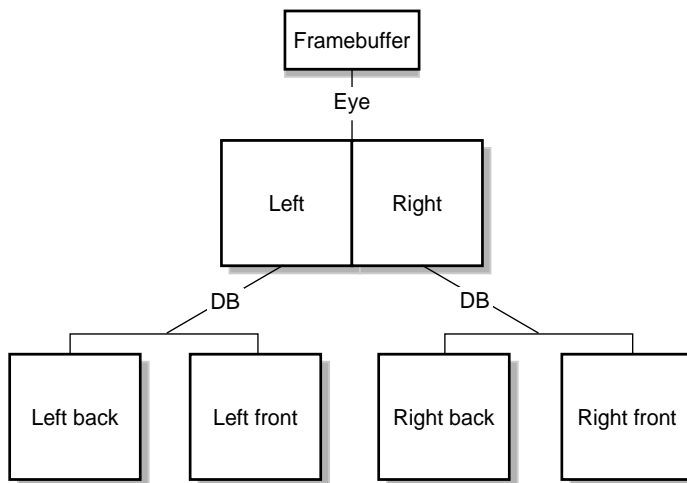 Framebuffer
Eye
Left
Right
DB
DB
Left back
Left front
Right back
Right front